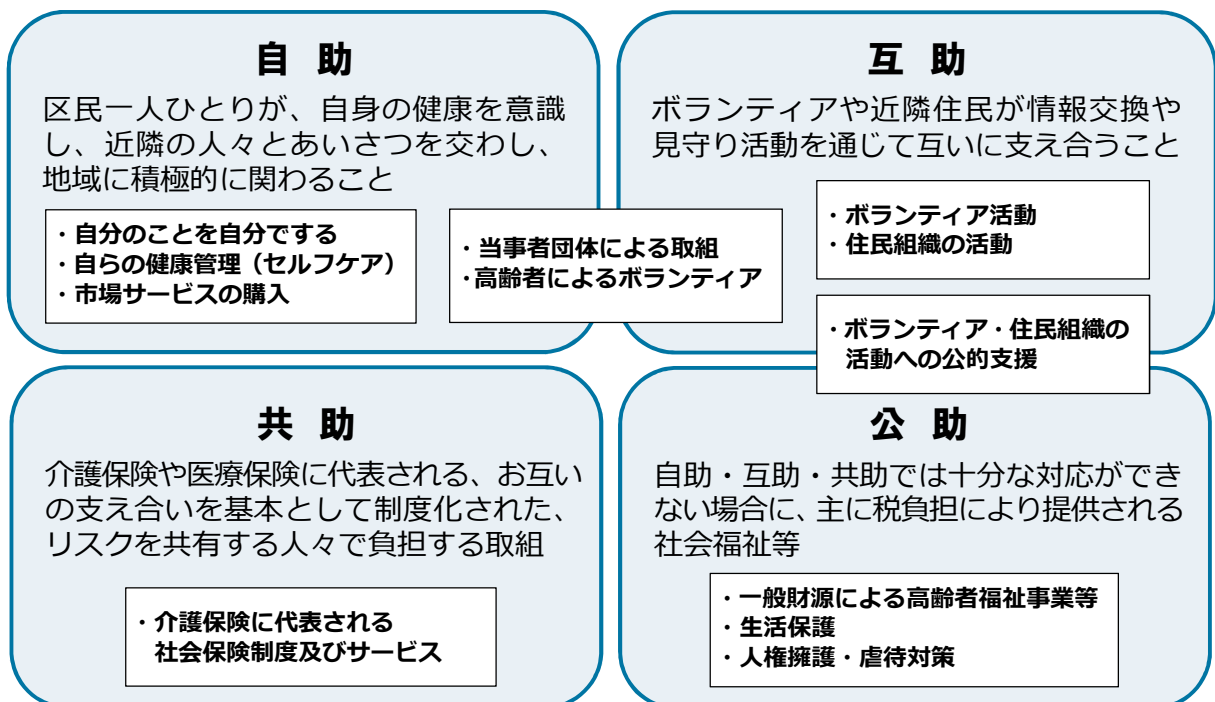 自 助
区民一人ひとりが、自身の健康を意識
し、近隣の人々とあいさつを交わし、
地域に積極的に関わること
・自分のことを自分でする
・自らの健康管理（セルフケア）
・市場サービスの購入
・当事者団体による取組
・高齢者によるボランティア
互 助
ボランティアや近隣住民が情報交換や
見守り活動を通じて互いに支え合うこと
・ボランティア活動
・住民組織の活動
・ボランティア・住民組織の
活動への公的支援
共 助
介護保険や医療保険に代表される、お互い
の支え合いを基本として制度化された、
リスクを共有する人々で負担する取組
・介護保険に代表される
社会保険制度及びサービス
公 助
自助・互助・共助では十分な対応ができ
ない場合に、主に税負担により提供される
社会福祉等
・一般財源による高齢者福祉事業等
・生活保護
・人権擁護・虐待対策